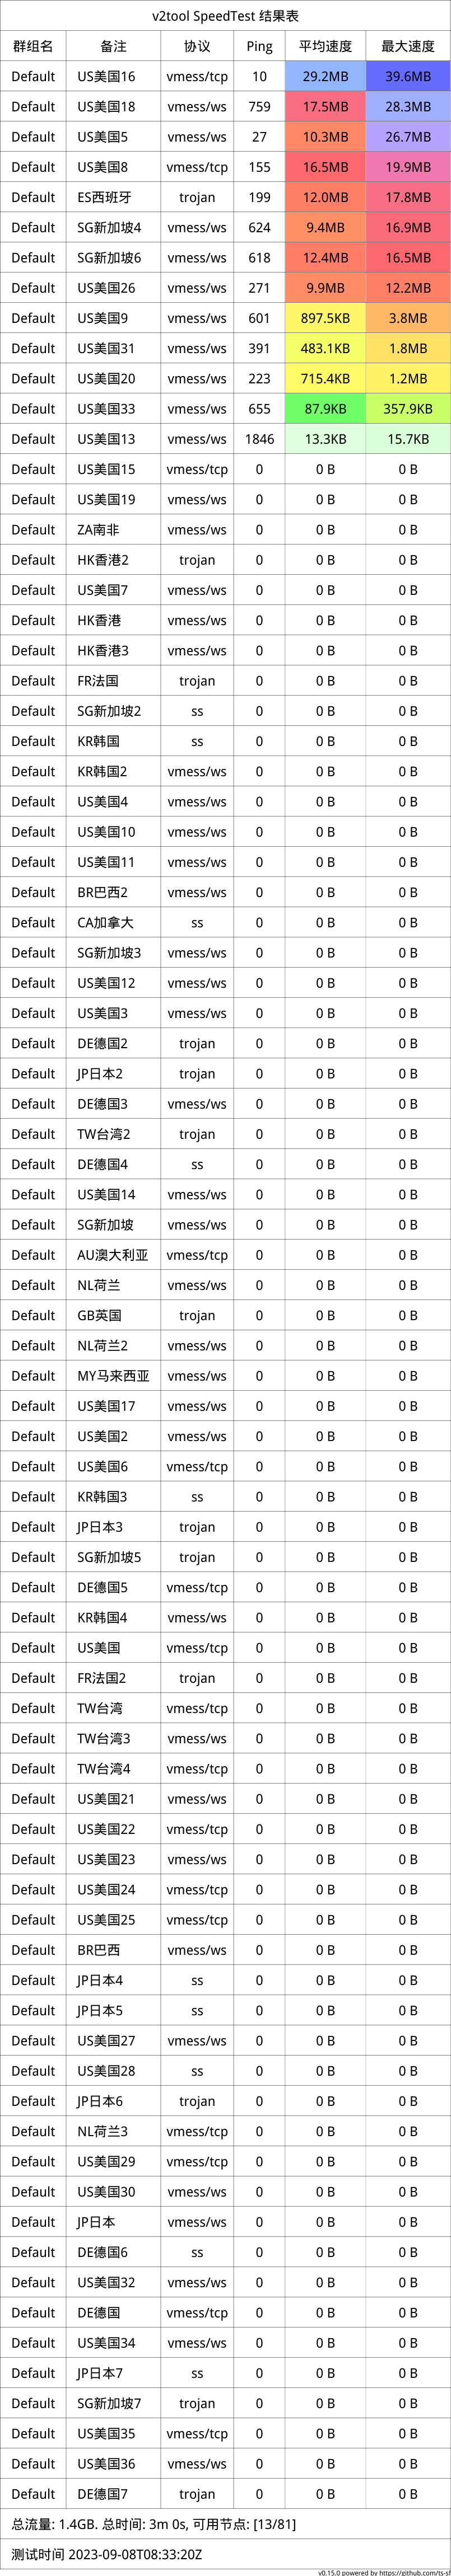 v2tool SpeedTest 结果表
群组名 备注 协议 Ping 平均速度 最大速度
Default US美国16 vmess/tcp 10 29.2MB 39.6MB
Default US美国18 vmess/ws 759 17.5MB 28.3MB
Default US美国5 vmess/ws 27 10.3MB 26.7MB
Default US美国8 vmess/tcp 155 16.5MB 19.9MB
Default ES西班牙 trojan 199 12.0MB 17.8MB
Default SG新加坡4 vmess/ws 624 9.4MB 16.9MB
Default SG新加坡6 vmess/ws 618 12.4MB 16.5MB
Default US美国26 vmess/ws 271 9.9MB 12.2MB
Default US美国9 vmess/ws 601 897.5KB 3.8MB
Default US美国31 vmess/ws 391 483.1KB 1.8MB
Default US美国20 vmess/ws 223 715.4KB 1.2MB
Default US美国33 vmess/ws 655 87.9KB 357.9KB
Default US美国13 vmess/ws 1846 13.3KB 15.7KB
Default US美国15 vmess/tcp 0 0 B 0 B
Default US美国19 vmess/ws 0 0 B 0 B
Default ZA南非 vmess/ws 0 0 B 0 B
Default HK香港2 trojan 0 0 B 0 B
Default US美国7 vmess/ws 0 0 B 0 B
Default HK香港 vmess/ws 0 0 B 0 B
Default HK香港3 vmess/ws 0 0 B 0 B
Default FR法国 trojan 0 0 B 0 B
Default SG新加坡2 ss 0 0 B 0 B
Default KR韩国 ss 0 0 B 0 B
Default KR韩国2 vmess/ws 0 0 B 0 B
Default US美国4 vmess/ws 0 0 B 0 B
Default US美国10 vmess/ws 0 0 B 0 B
Default US美国11 vmess/ws 0 0 B 0 B
Default BR巴西2 vmess/ws 0 0 B 0 B
Default CA加拿大 ss 0 0 B 0 B
Default SG新加坡3 vmess/ws 0 0 B 0 B
Default US美国12 vmess/ws 0 0 B 0 B
Default US美国3 vmess/ws 0 0 B 0 B
Default DE德国2 trojan 0 0 B 0 B
Default JP日本2 trojan 0 0 B 0 B
Default DE德国3 vmess/ws 0 0 B 0 B
Default TW台湾2 trojan 0 0 B 0 B
Default DE德国4 ss 0 0 B 0 B
Default US美国14 vmess/ws 0 0 B 0 B
Default SG新加坡 vmess/ws 0 0 B 0 B
Default AU澳大利亚 vmess/tcp 0 0 B 0 B
Default NL荷兰 vmess/ws 0 0 B 0 B
Default GB英国 trojan 0 0 B 0 B
Default NL荷兰2 vmess/ws 0 0 B 0 B
Default MY马来西亚 vmess/ws 0 0 B 0 B
Default US美国17 vmess/ws 0 0 B 0 B
Default US美国2 vmess/ws 0 0 B 0 B
Default US美国6 vmess/tcp 0 0 B 0 B
Default KR韩国3 ss 0 0 B 0 B
Default JP日本3 trojan 0 0 B 0 B
Default SG新加坡5 trojan 0 0 B 0 B
Default DE德国5 vmess/tcp 0 0 B 0 B
Default KR韩国4 vmess/ws 0 0 B 0 B
Default US美国 vmess/tcp 0 0 B 0 B
Default FR法国2 trojan 0 0 B 0 B
Default TW台湾 vmess/tcp 0 0 B 0 B
Default TW台湾3 vmess/ws 0 0 B 0 B
Default TW台湾4 vmess/tcp 0 0 B 0 B
Default US美国21 vmess/ws 0 0 B 0 B
Default US美国22 vmess/tcp 0 0 B 0 B
Default US美国23 vmess/ws 0 0 B 0 B
Default US美国24 vmess/tcp 0 0 B 0 B
Default US美国25 vmess/tcp 0 0 B 0 B
Default BR巴西 vmess/ws 0 0 B 0 B
Default JP日本4 ss 0 0 B 0 B
Default JP日本5 ss 0 0 B 0 B
Default US美国27 vmess/ws 0 0 B 0 B
Default US美国28 ss 0 0 B 0 B
Default JP日本6 trojan 0 0 B 0 B
Default NL荷兰3 vmess/tcp 0 0 B 0 B
Default US美国29 vmess/tcp 0 0 B 0 B
Default US美国30 vmess/ws 0 0 B 0 B
Default JP日本 vmess/ws 0 0 B 0 B
Default DE德国6 ss 0 0 B 0 B
Default US美国32 vmess/ws 0 0 B 0 B
Default DE德国 vmess/tcp 0 0 B 0 B
Default US美国34 vmess/ws 0 0 B 0 B
Default JP日本7 ss 0 0 B 0 B
Default SG新加坡7 trojan 0 0 B 0 B
Default US美国35 vmess/tcp 0 0 B 0 B
Default US美国36 vmess/ws 0 0 B 0 B
Default DE德国7 trojan 0 0 B 0 B
总流量: 1.4GB. 总时间: 3m 0s, 可用节点: [13/81]
测试时间 2023-09-08T08:33:20Z
v0.15.0 powered by https://github.com/ts-sf